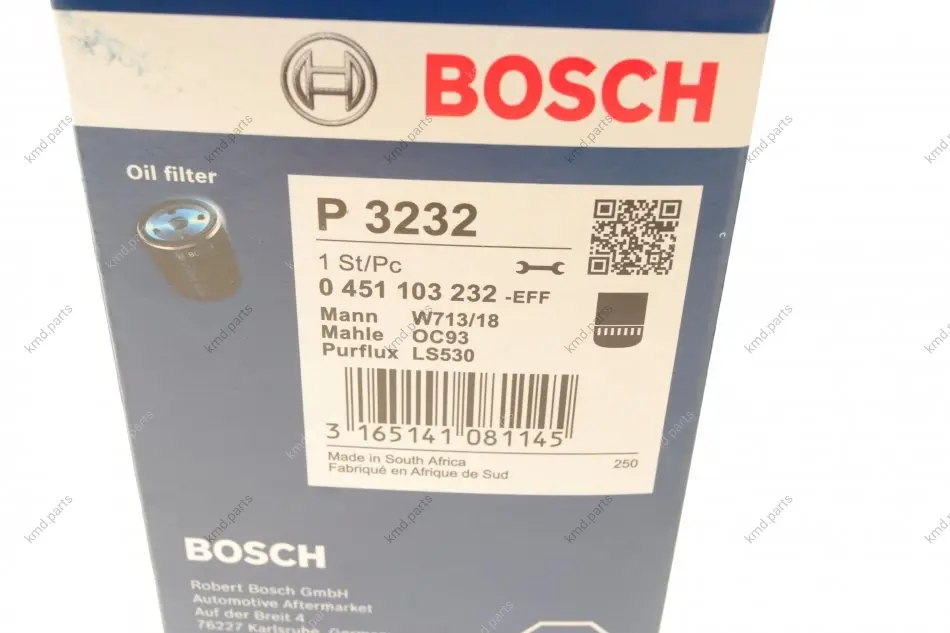 BOSCH
Oil filter
P 3232
1 St/Pc
0 451 103 232 -EFF
Mann W713/18
Mahle OC93
Purflux LS530
3 165141 081145
Made in South Africa
Fabriqué en Afrique de Sud
250
BOSCH
Robert Bosch GmbH
Automotive Aftermarket
Auf der Breit 4
76227 Karlsruhe, Germany
kmd.parts